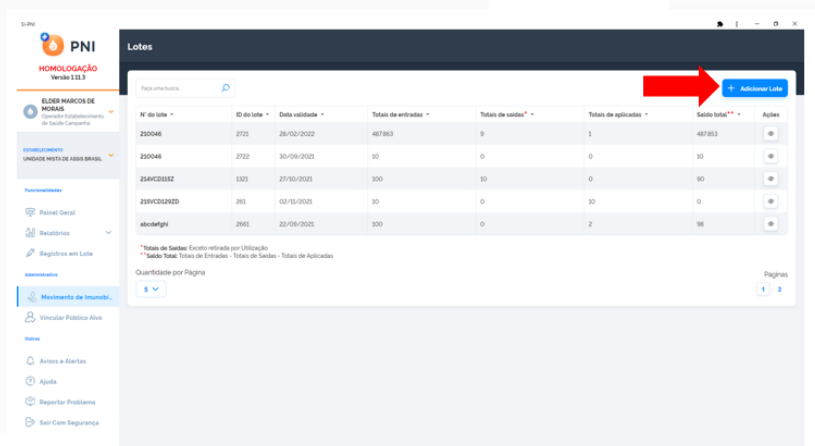 SI-PNI
PNI
HOMOLOGAÇÃO
Versão 1.11.3
ELDER MARCOS DE MORAIS
Operador Estabelecimento de Saúde Campanha
ESTABELECIMENTO
UNIDADE MISTA DE ASSIS BRASIL
Funcionalidades
Painel Geral
Relatórios
Registros em Lote
Administrativo
Movimento de Imunobi..
Vincular Público Alvo
Outros
Avisos e Alertas
Ajuda
Reportar Problema
Sair Com Segurança
Lotes
Faça uma busca..
+ Adicionar Lote
N° do lote ID do lote Data validade Totais de entradas Totais de saídas* Totais de aplicadas Saldo total** Ações
210046 2721 28/02/2022 487863 9 1 487853
210046 2722 30/09/2021 10 0 0 10
214VCD115Z 1321 27/10/2021 100 10 0 90
215VCD129ZD 261 02/11/2021 10 0 10 0
abcdefghi 2661 22/09/2021 100 0 2 98
*Totais de Saídas: Exceto retirada por Utilização
**Saldo Total: Totais de Entradas - Totais de Saídas - Totais de Aplicadas
Quantidade por Página
5
Páginas
1 2